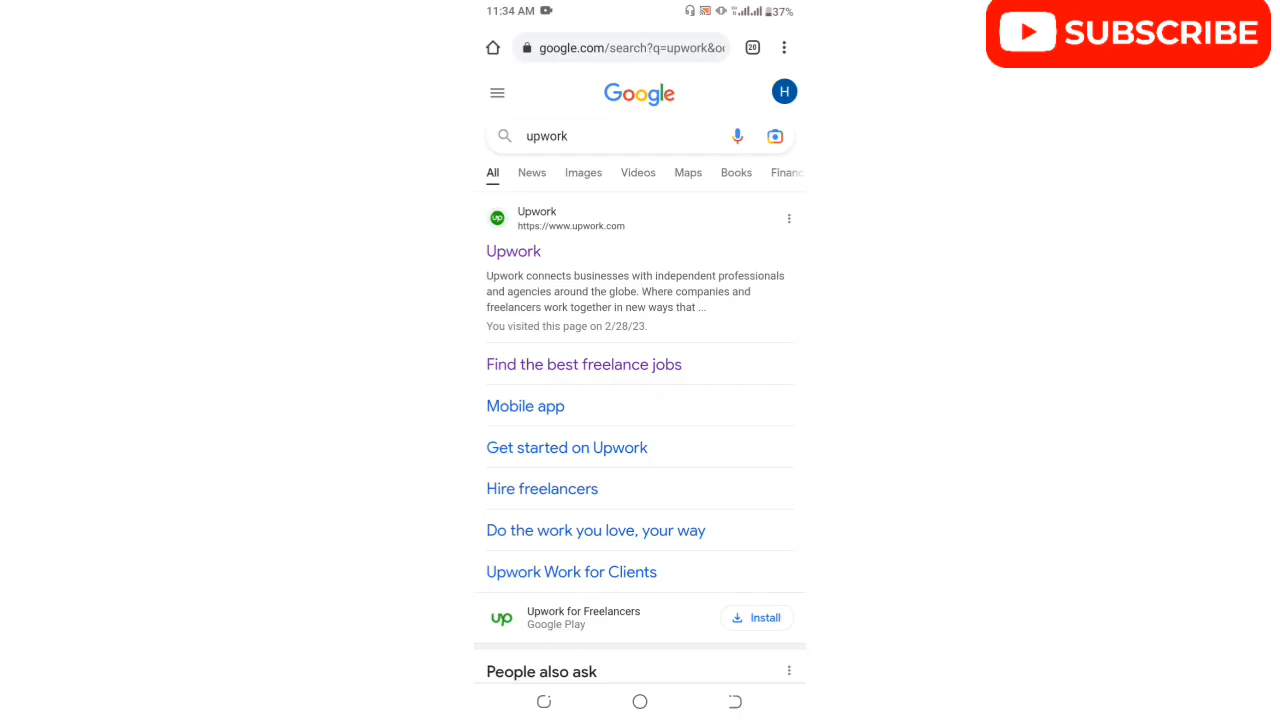 11:34 AM
37%
SUBSCRIBE
google.com/search?q=upwork&o
20
Google
H
upwork
All News Images Videos Maps Books Financ
up
Upwork
https://www.upwork.com
Upwork
Upwork connects businesses with independent professionals
and agencies around the globe. Where companies and
freelancers work together in new ways that ...
You visited this page on 2/28/23.
Find the best freelance jobs
Mobile app
Get started on Upwork
Hire freelancers
Do the work you love, your way
Upwork Work for Clients
up
Upwork for Freelancers
Google Play
Install
People also ask